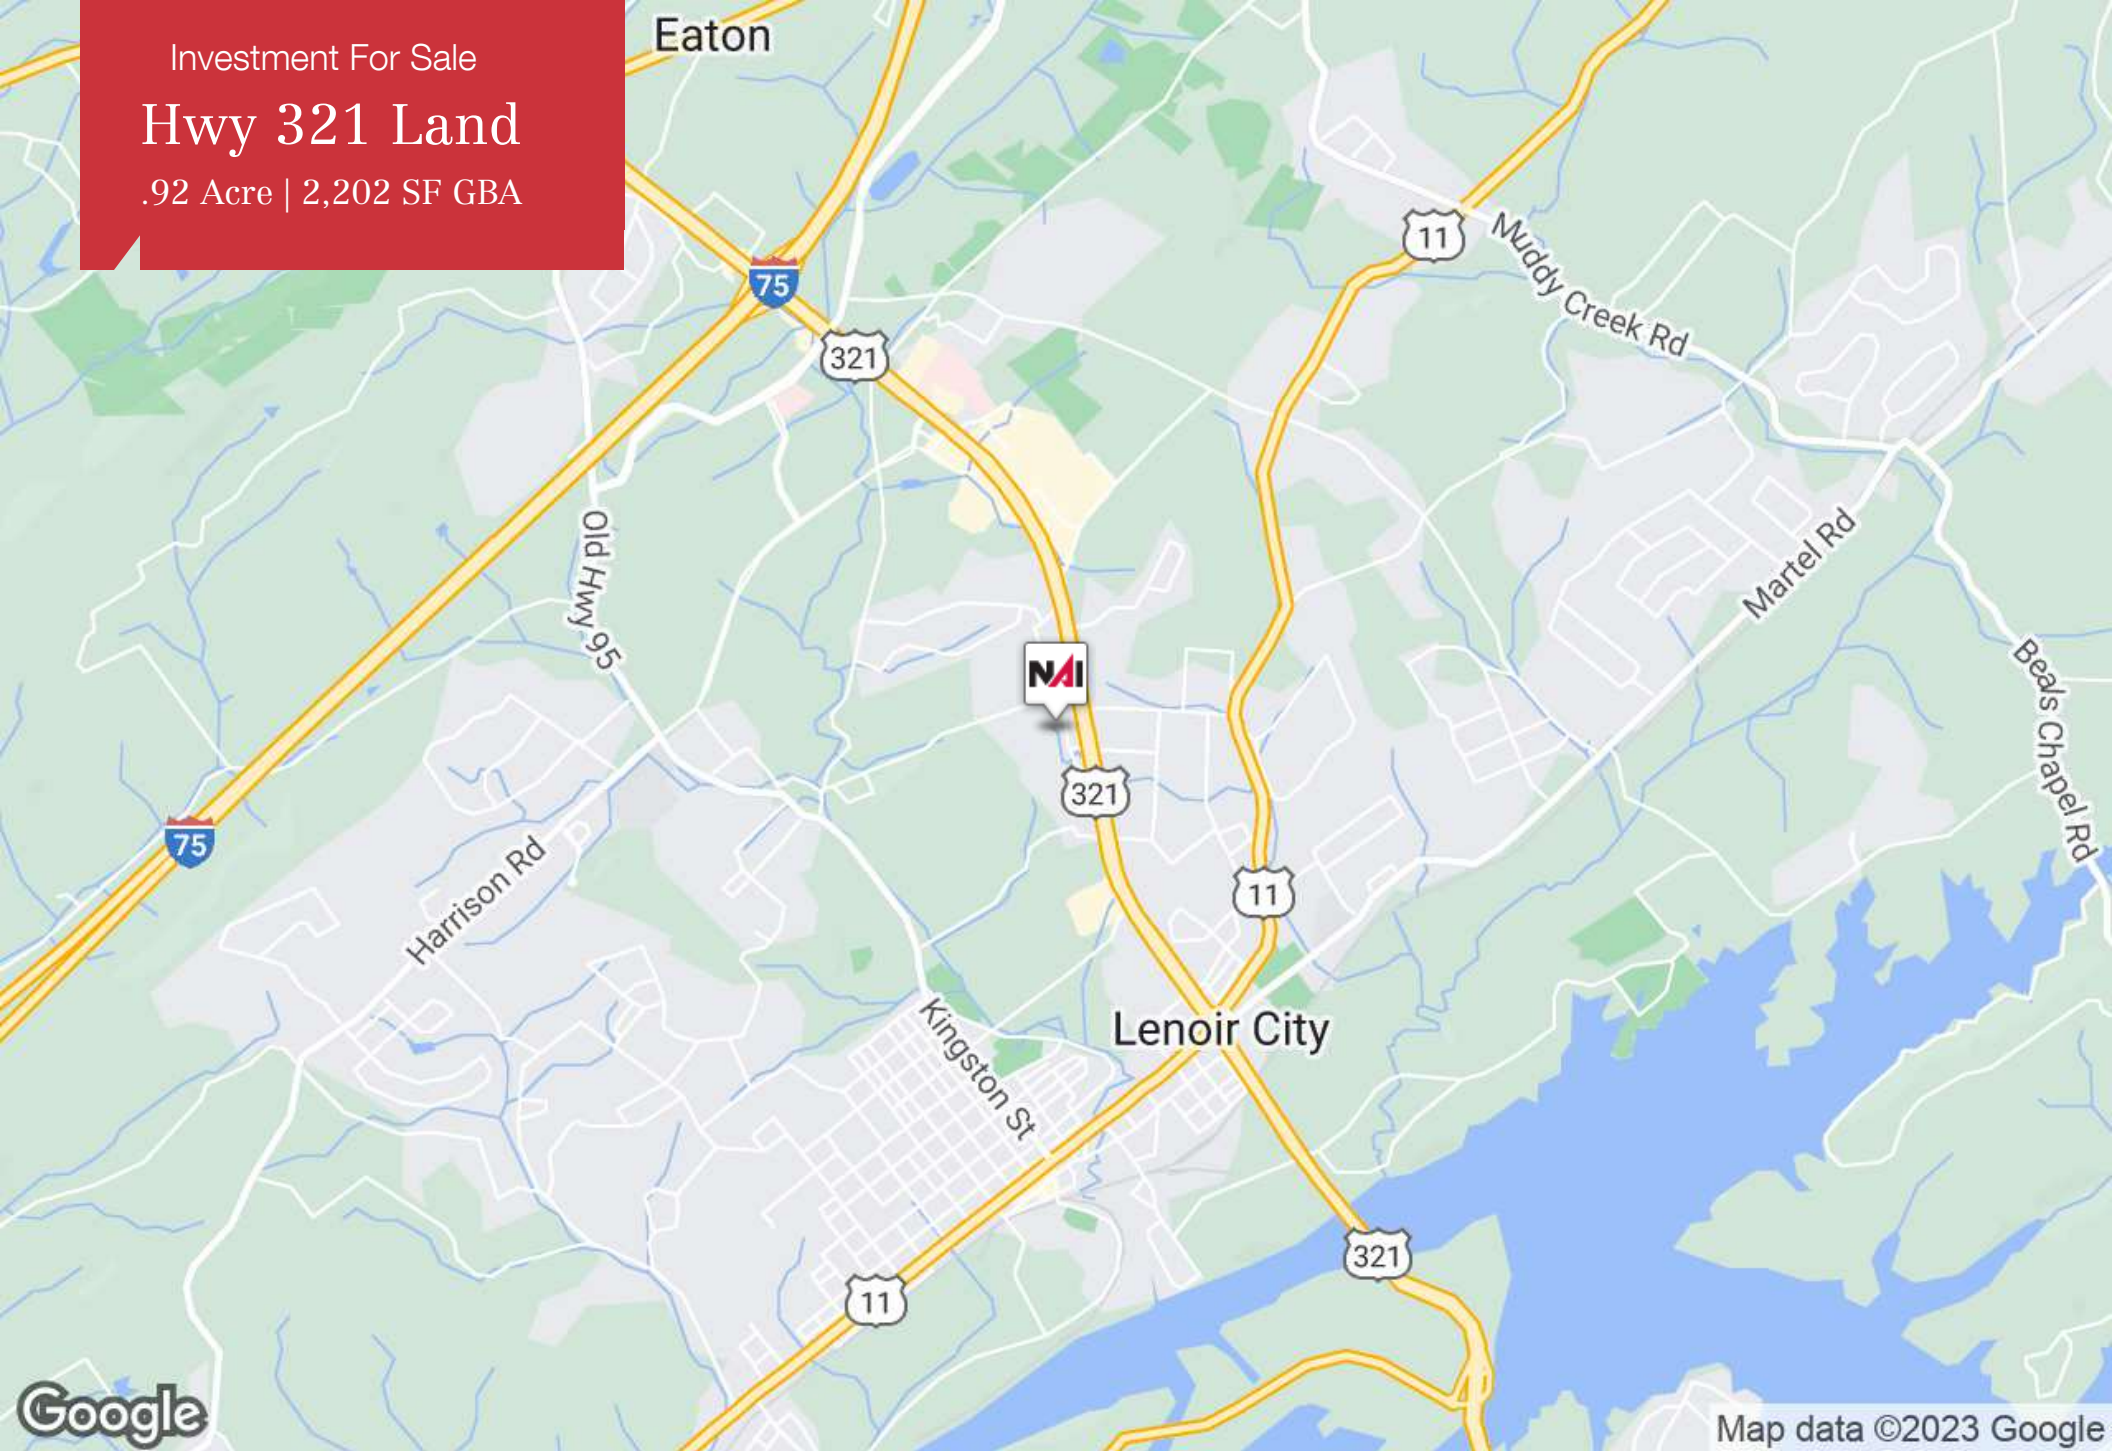 Investment For Sale
Hwy 321 Land
.92 Acre | 2,202 SF GBA
Eaton
11
Muddy Creek Rd
75
321
Old Hwy 95
Martel Rd
NAI
Beals Chapel Rd
321
75
Harrison Rd
11
Kingston St
Lenoir City
321
11
Google
Map data ©2023 Google